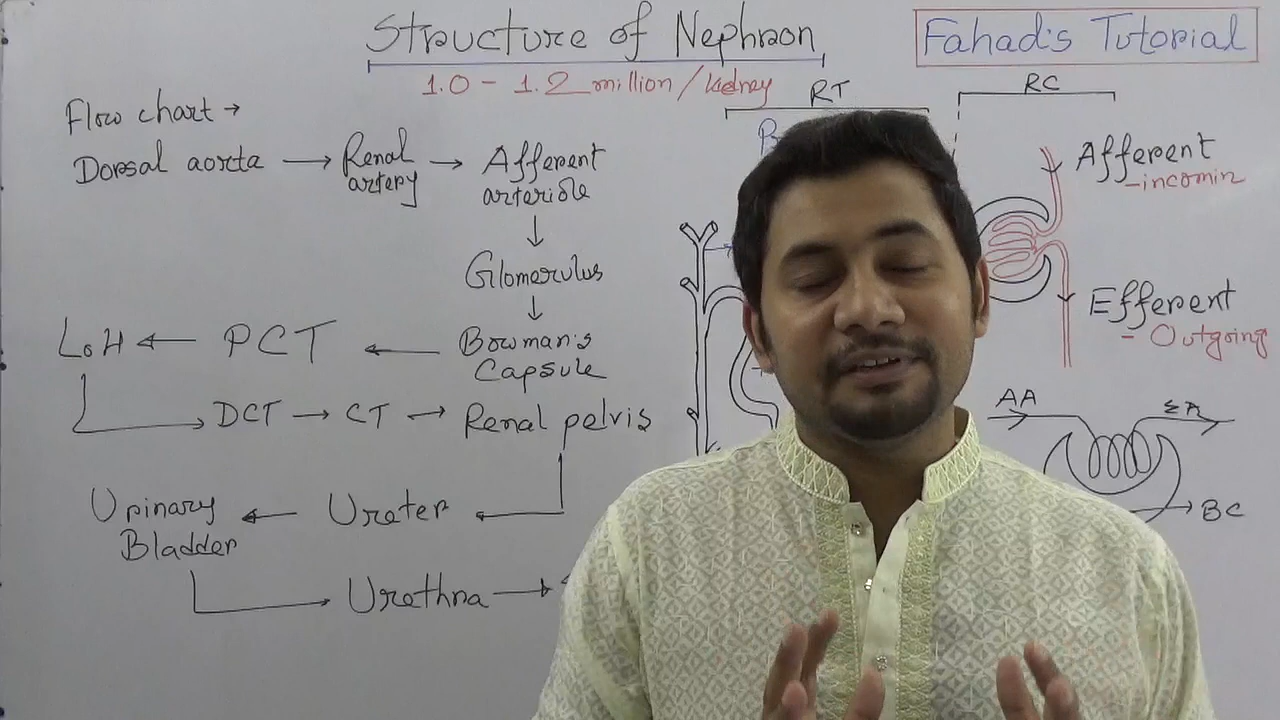 Structure of Nephron
Fahad's Tutorial
1.0 - 1.2 million / kidney
RT
RC
Flow chart →
Dorsal aorta → Renal artery → Afferent arteriole
↓
Glomerulus
↓
LoH ← PCT ← Bowman's Capsule
DCT → CT → Renal pelvis
Urinary Bladder ← Ureter ←
Urethra →
Afferent
- incomin
Efferent
- Outgoing
AA
EA
BC